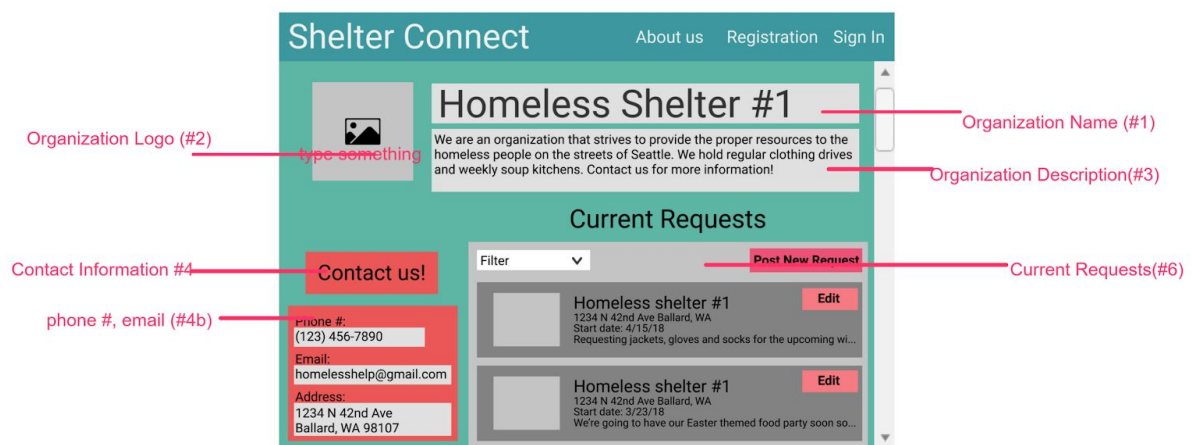 Shelter Connect
About us Registration Sign In
Homeless Shelter #1
Organization Name (#1)
Organization Logo (#2)
type something
We are an organization that strives to provide the proper resources to the
homeless people on the streets of Seattle. We hold regular clothing drives
and weekly soup kitchens. Contact us for more information!
Organization Description(#3)
Current Requests
Contact Information #4
Contact us!
Filter
Post New Request
Current Requests(#6)
phone #, email (#4b)
Phone #:
(123) 456-7890
Email:
homelesshelp@gmail.com
Address:
1234 N 42nd Ave
Ballard, WA 98107
Homeless shelter #1
Edit
1234 N 42nd Ave Ballard, WA
Start date: 4/15/18
Requesting jackets, gloves and socks for the upcoming wi...
Homeless shelter #1
Edit
1234 N 42nd Ave Ballard, WA
Start date: 3/23/18
We're going to have our Easter themed food party soon so...